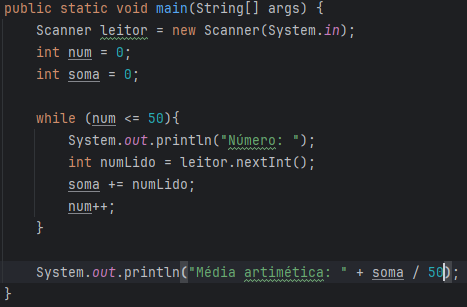 public static void main(String[] args) {
Scanner leitor = new Scanner(System.in);
int num = 0;
int soma = 0;
while (num <= 50){
System.out.println("Número: ");
int numLido = leitor.nextInt();
soma += numLido;
num++;
}
System.out.println("Média artimética: " + soma / 50);
}